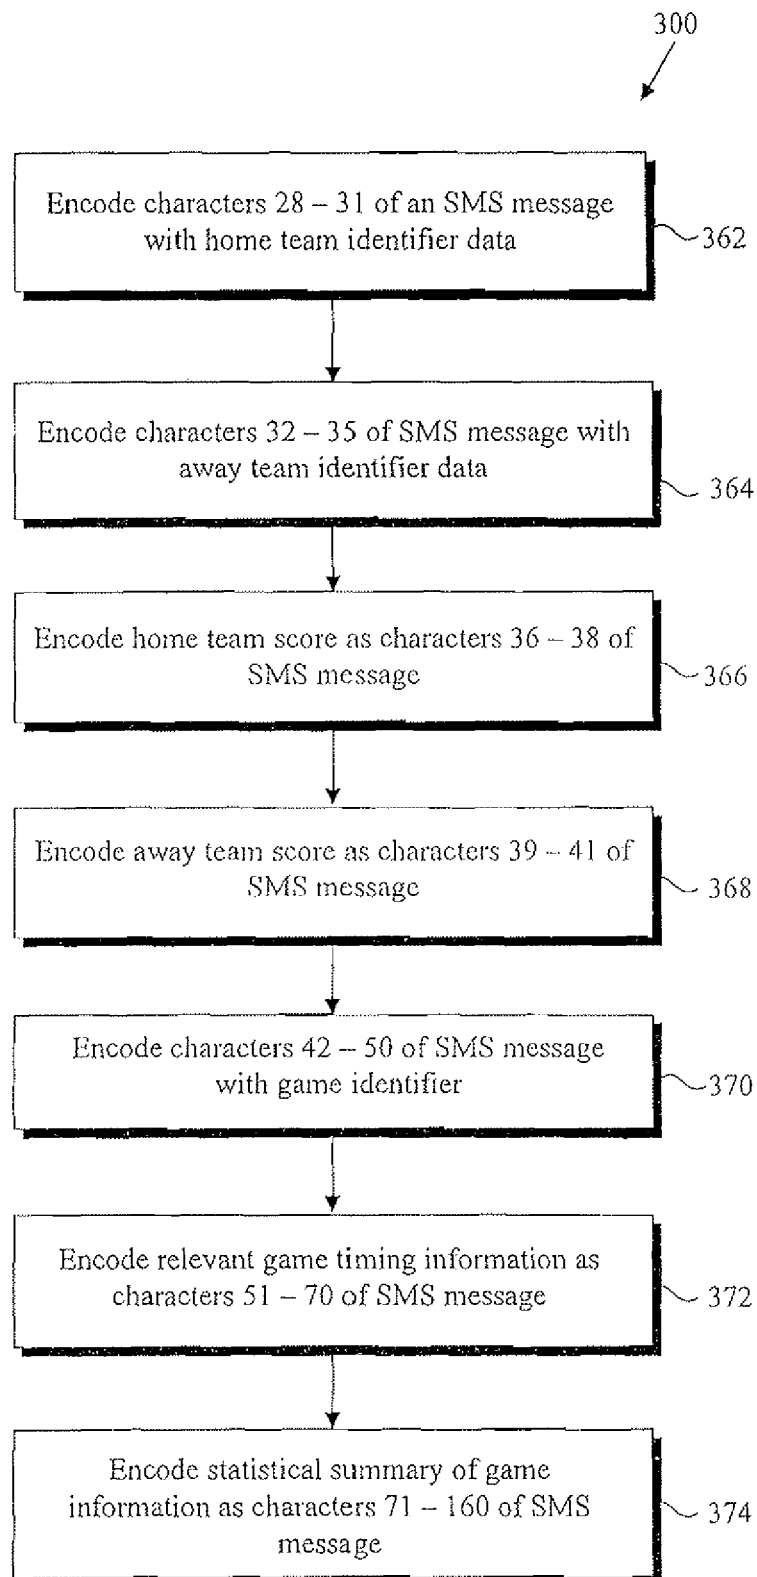 300
Encode characters 28 – 31 of an SMS message
with home team identifier data
362
Encode characters 32 – 35 of SMS message with
away team identifier data
364
Encode home team score as characters 36 – 38 of
SMS message
366
Encode away team score as characters 39 – 41 of
SMS message
368
Encode characters 42 – 50 of SMS message
with game identifier
370
Encode relevant game timing information as
characters 51 – 70 of SMS message
372
Encode statistical summary of game
information as characters 71 – 160 of SMS
message
374